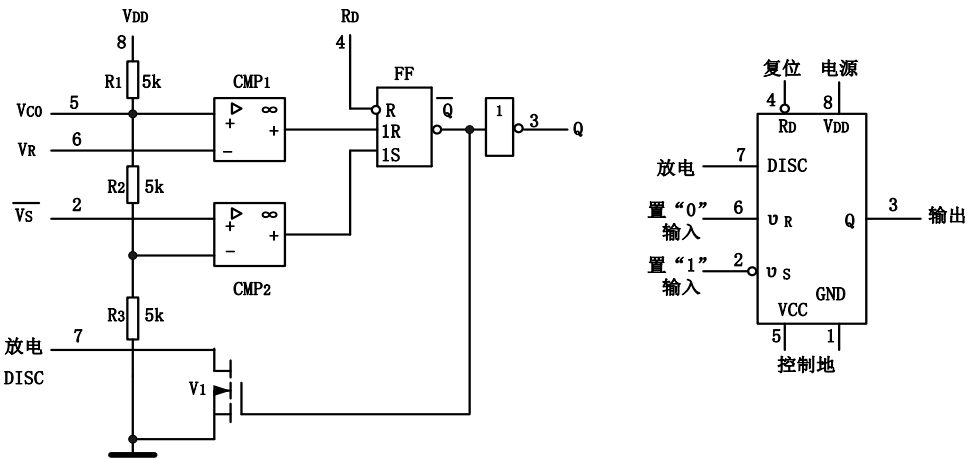 VDD
8
R1 5k
VCO 5
VR 6
CMP1
▷ ∞
+ +
−
RD
4
FF
R
1R
1S
Q̅
1
3
Q
R2 5k
V̅S̅ 2
▷ ∞
+ +
−
CMP2
R3 5k
放电 7
DISC
V1
复位 电源
4 8
RD VDD
放电 7 DISC
置“0” 6 υR
输入
Q 3 输出
置“1” 2 υS
输入
GND
VCC
5 1
控制地